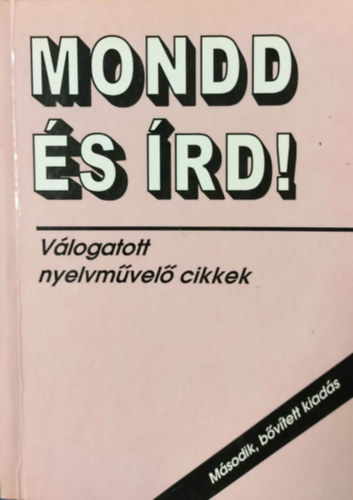 MONDD
ÉS ÍRD!
Válogatott
nyelvművelő cikkek
Második, bővített kiadás